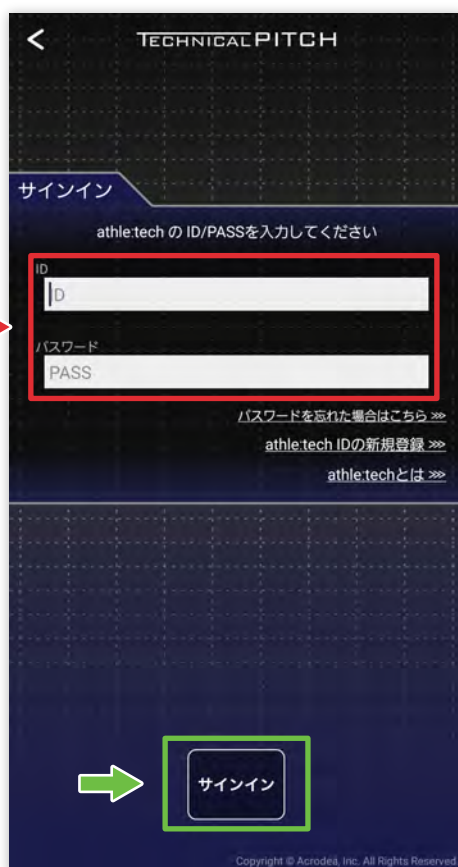 TECHNICAL PITCH
サインイン
athle:tech の ID/PASSを入力してください
ID
ID
パスワード
PASS
パスワードを忘れた場合はこちら >>>
athle:tech IDの新規登録 >>>
athle:techとは >>>
サインイン
Copyright © Acrodea, Inc. All Rights Reserved